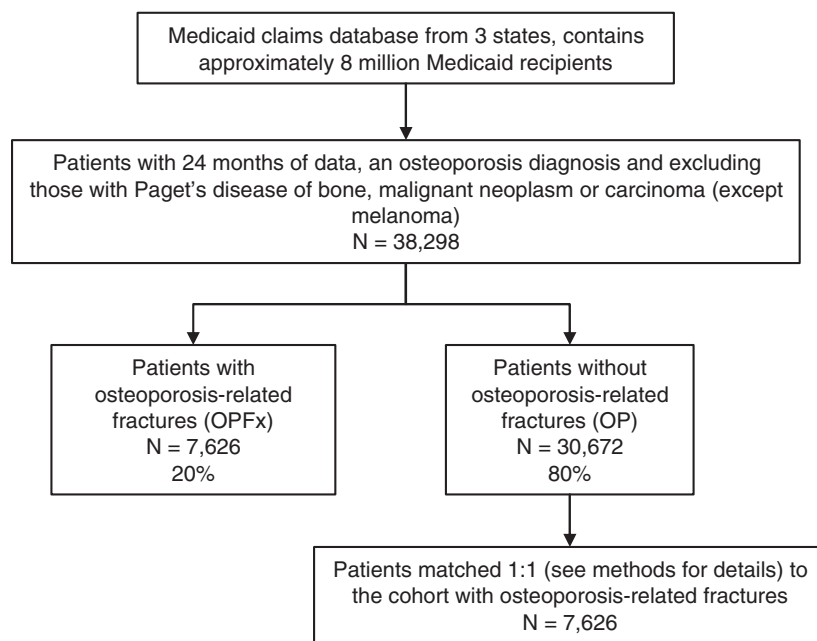 Medicaid claims database from 3 states, contains
approximately 8 million Medicaid recipients
Patients with 24 months of data, an osteoporosis diagnosis and excluding
those with Paget's disease of bone, malignant neoplasm or carcinoma (except
melanoma)
N = 38,298
Patients with
osteoporosis-related
fractures (OPFx)
N = 7,626
20%
Patients without
osteoporosis-related
fractures (OP)
N = 30,672
80%
Patients matched 1:1 (see methods for details) to
the cohort with osteoporosis-related fractures
N = 7,626